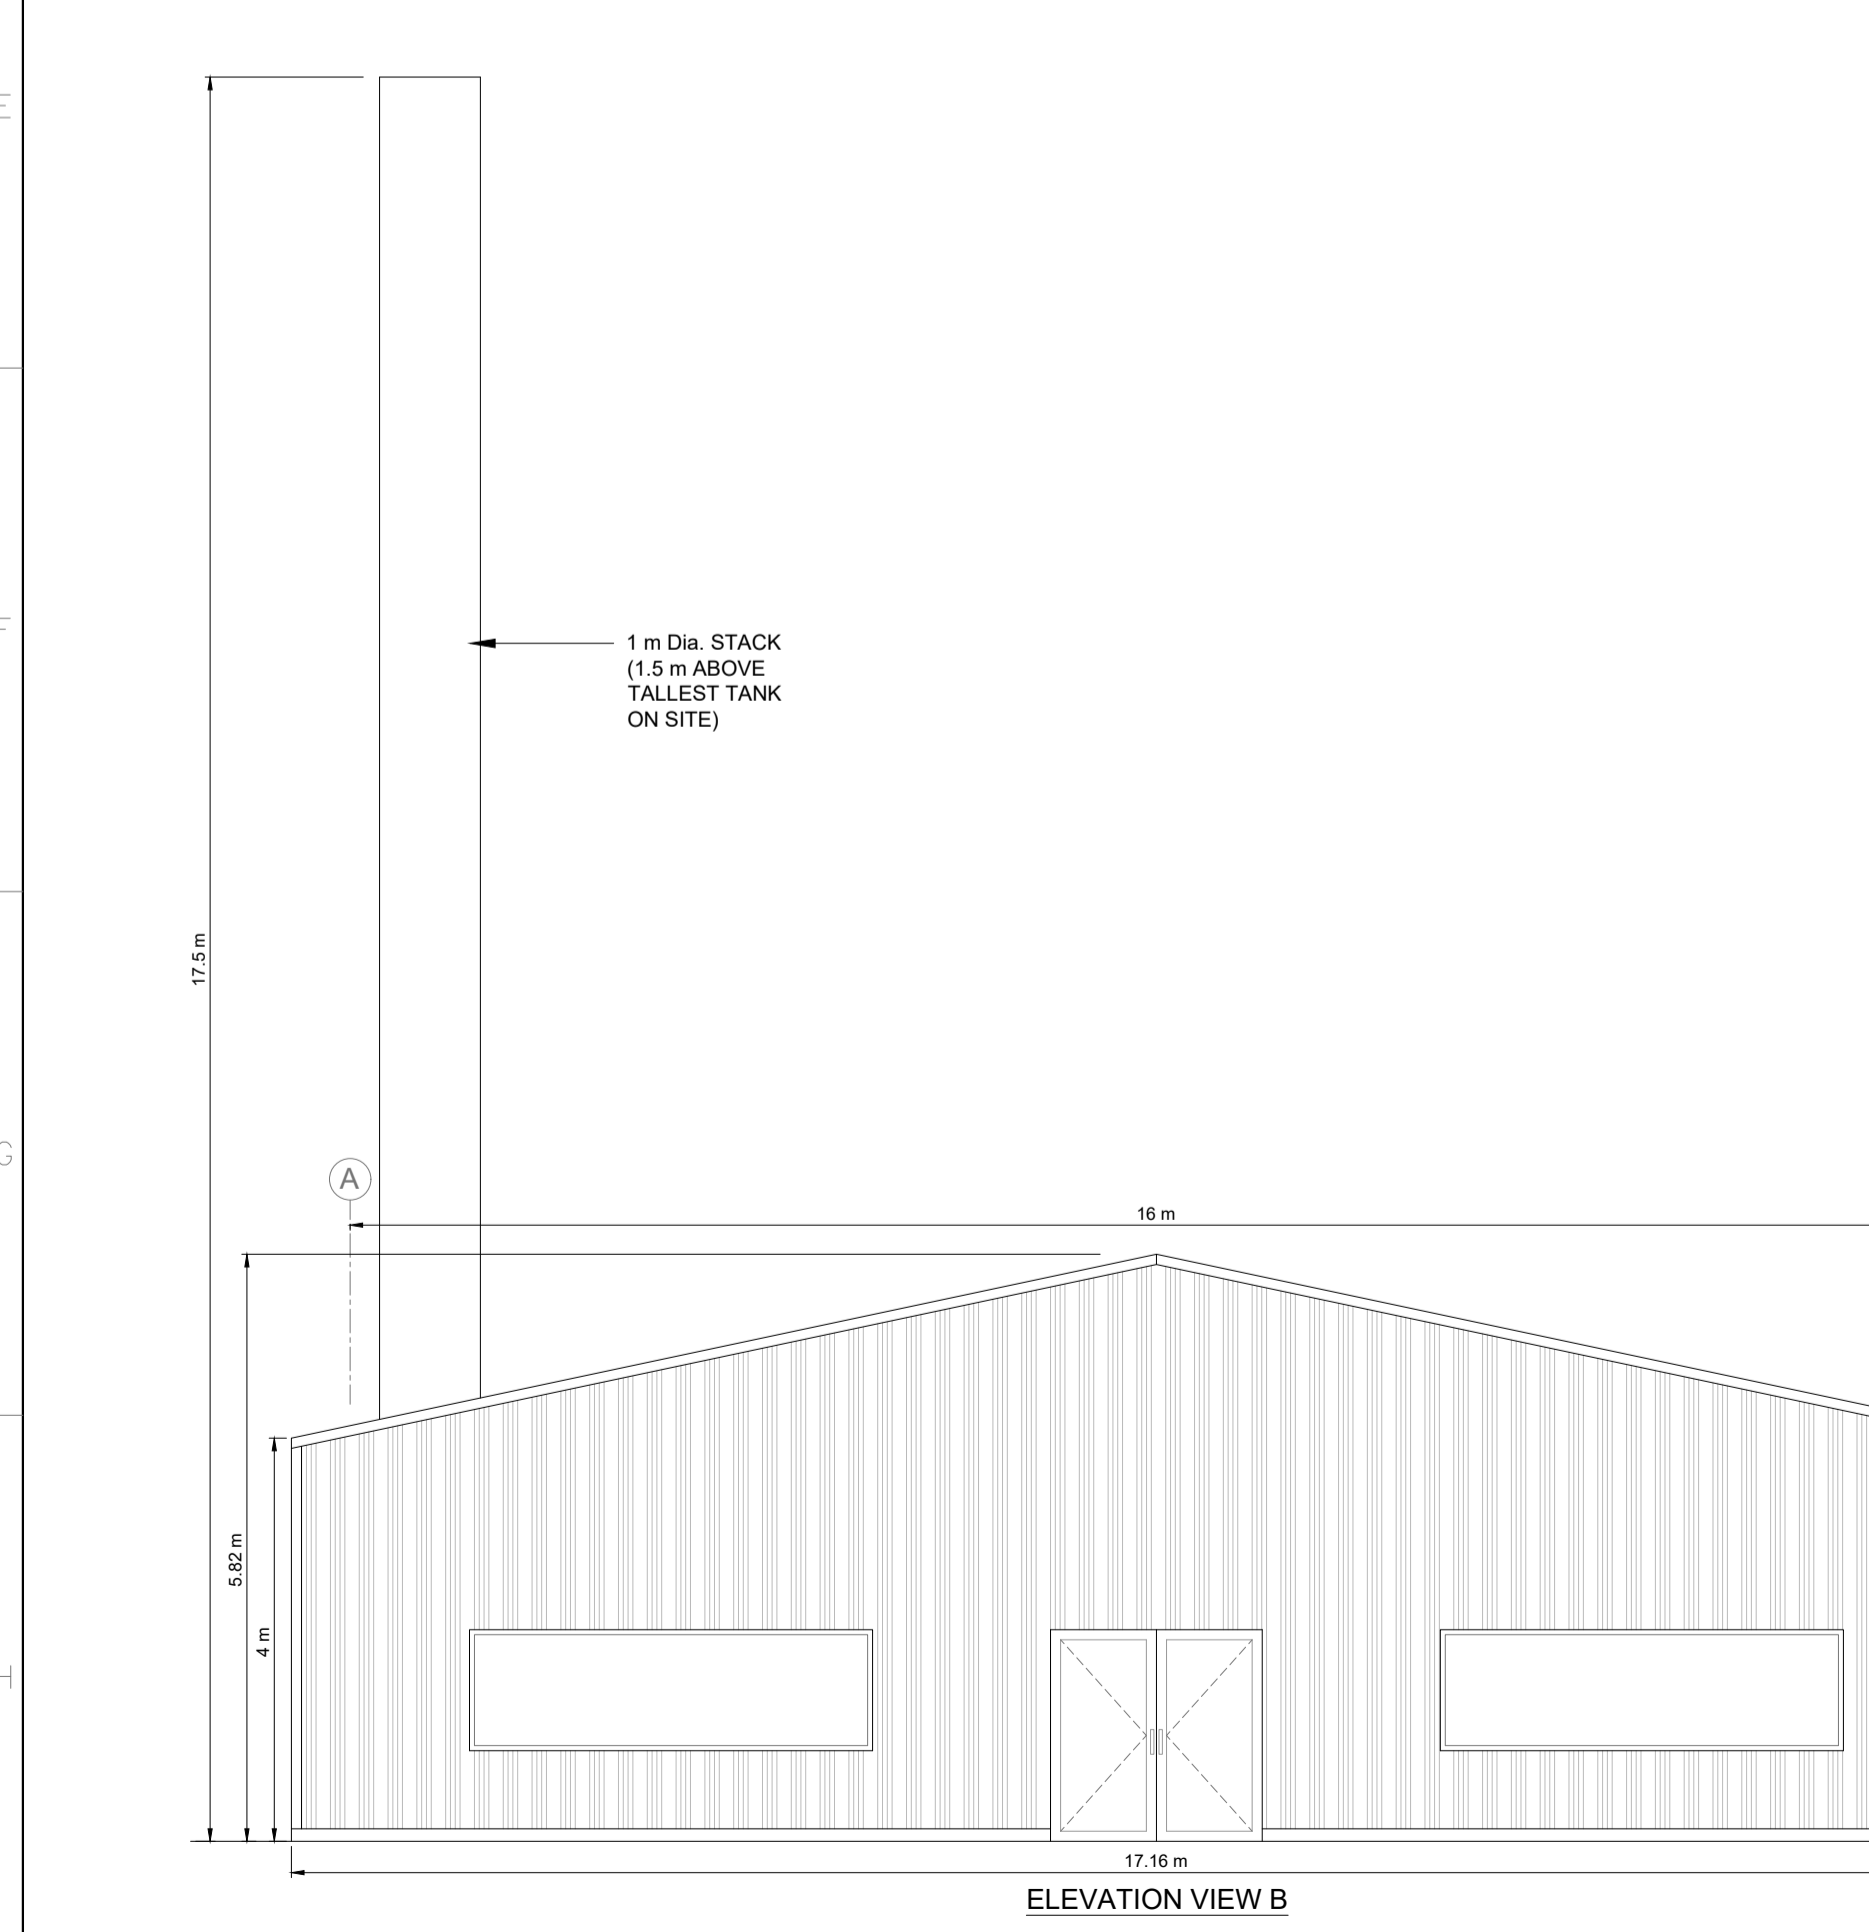 E
F
1 m Dia. STACK
(1.5 m ABOVE
TALLEST TANK
ON SITE)
17.5 m
G
A
16 m
5.82 m
4 m
H
17.16 m
ELEVATION VIEW B